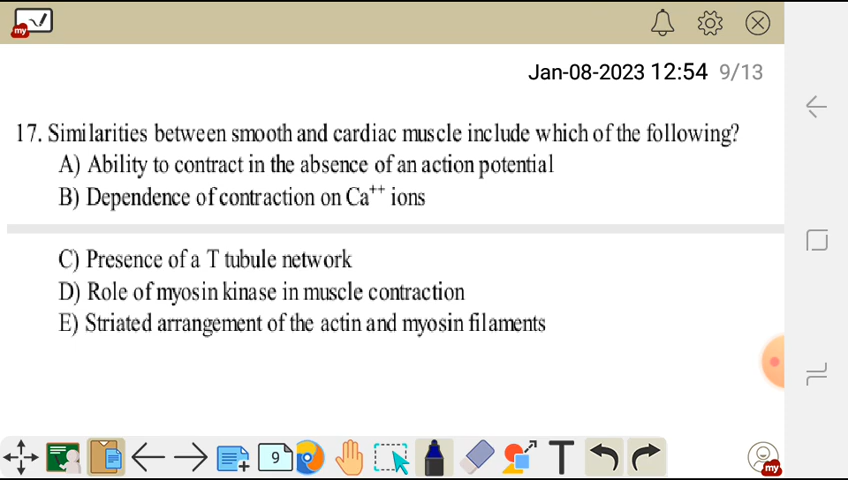 my
Jan-08-2023 12:54 9/13
17. Similarities between smooth and cardiac muscle include which of the following?
A) Ability to contract in the absence of an action potential
B) Dependence of contraction on Ca⁺⁺ ions
C) Presence of a T tubule network
D) Role of myosin kinase in muscle contraction
E) Striated arrangement of the actin and myosin filaments
9
T
my